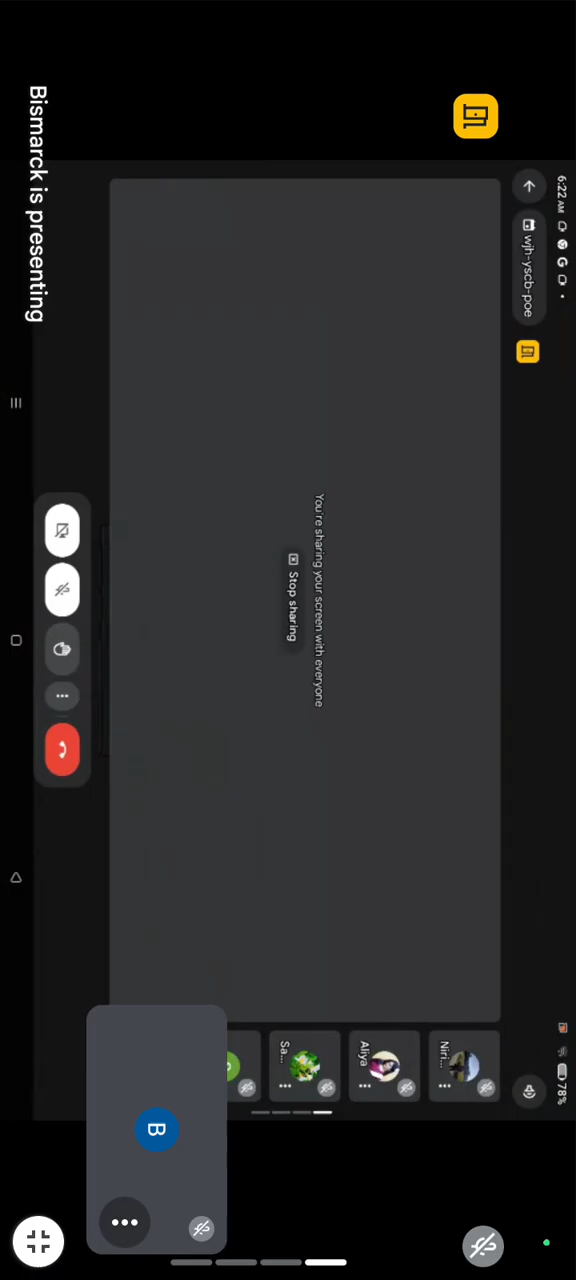 6:22 AM
78%
wjh-yscb-poe
You're sharing your screen with everyone
Stop sharing
Niri...
Aliya
Sa...
B
Bismarck is presenting